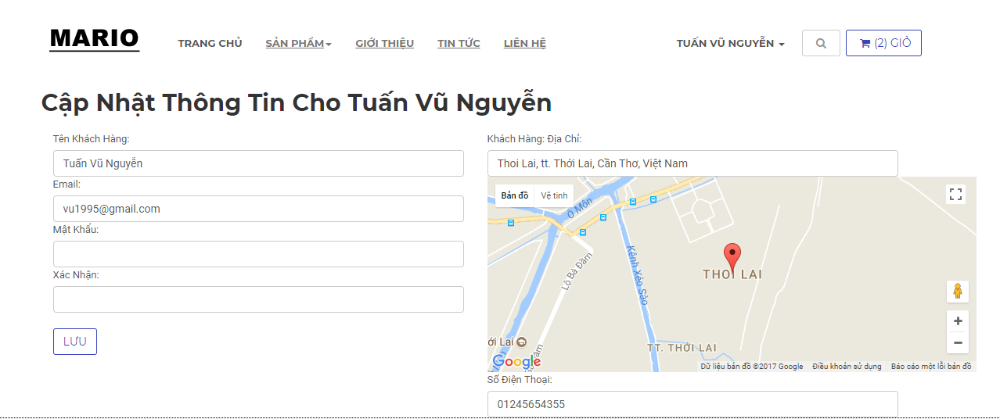 MARIO
TRANG CHỦ SẢN PHẨM GIỚI THIỆU TIN TỨC LIÊN HỆ TUẤN VŨ NGUYỄN (2) GIỎ
Cập Nhật Thông Tin Cho Tuấn Vũ Nguyễn
Tên Khách Hàng:
Tuấn Vũ Nguyễn
Email:
vu1995@gmail.com
Mật Khẩu:
Xác Nhận:
LƯU
Khách Hàng: Địa Chỉ:
Thoi Lai, tt. Thới Lai, Cần Thơ, Việt Nam
Bản đồ Vệ tinh
Ô Môn
Kênh Xẻo Sào
Lộ Bà Đầm
THOI LAI
TT. THỚI LAI
ới Lai
Google
Dữ liệu bản đồ ©2017 Google Điều khoản sử dụng Báo cáo một lỗi bản đồ
Số Điện Thoại:
01245654355